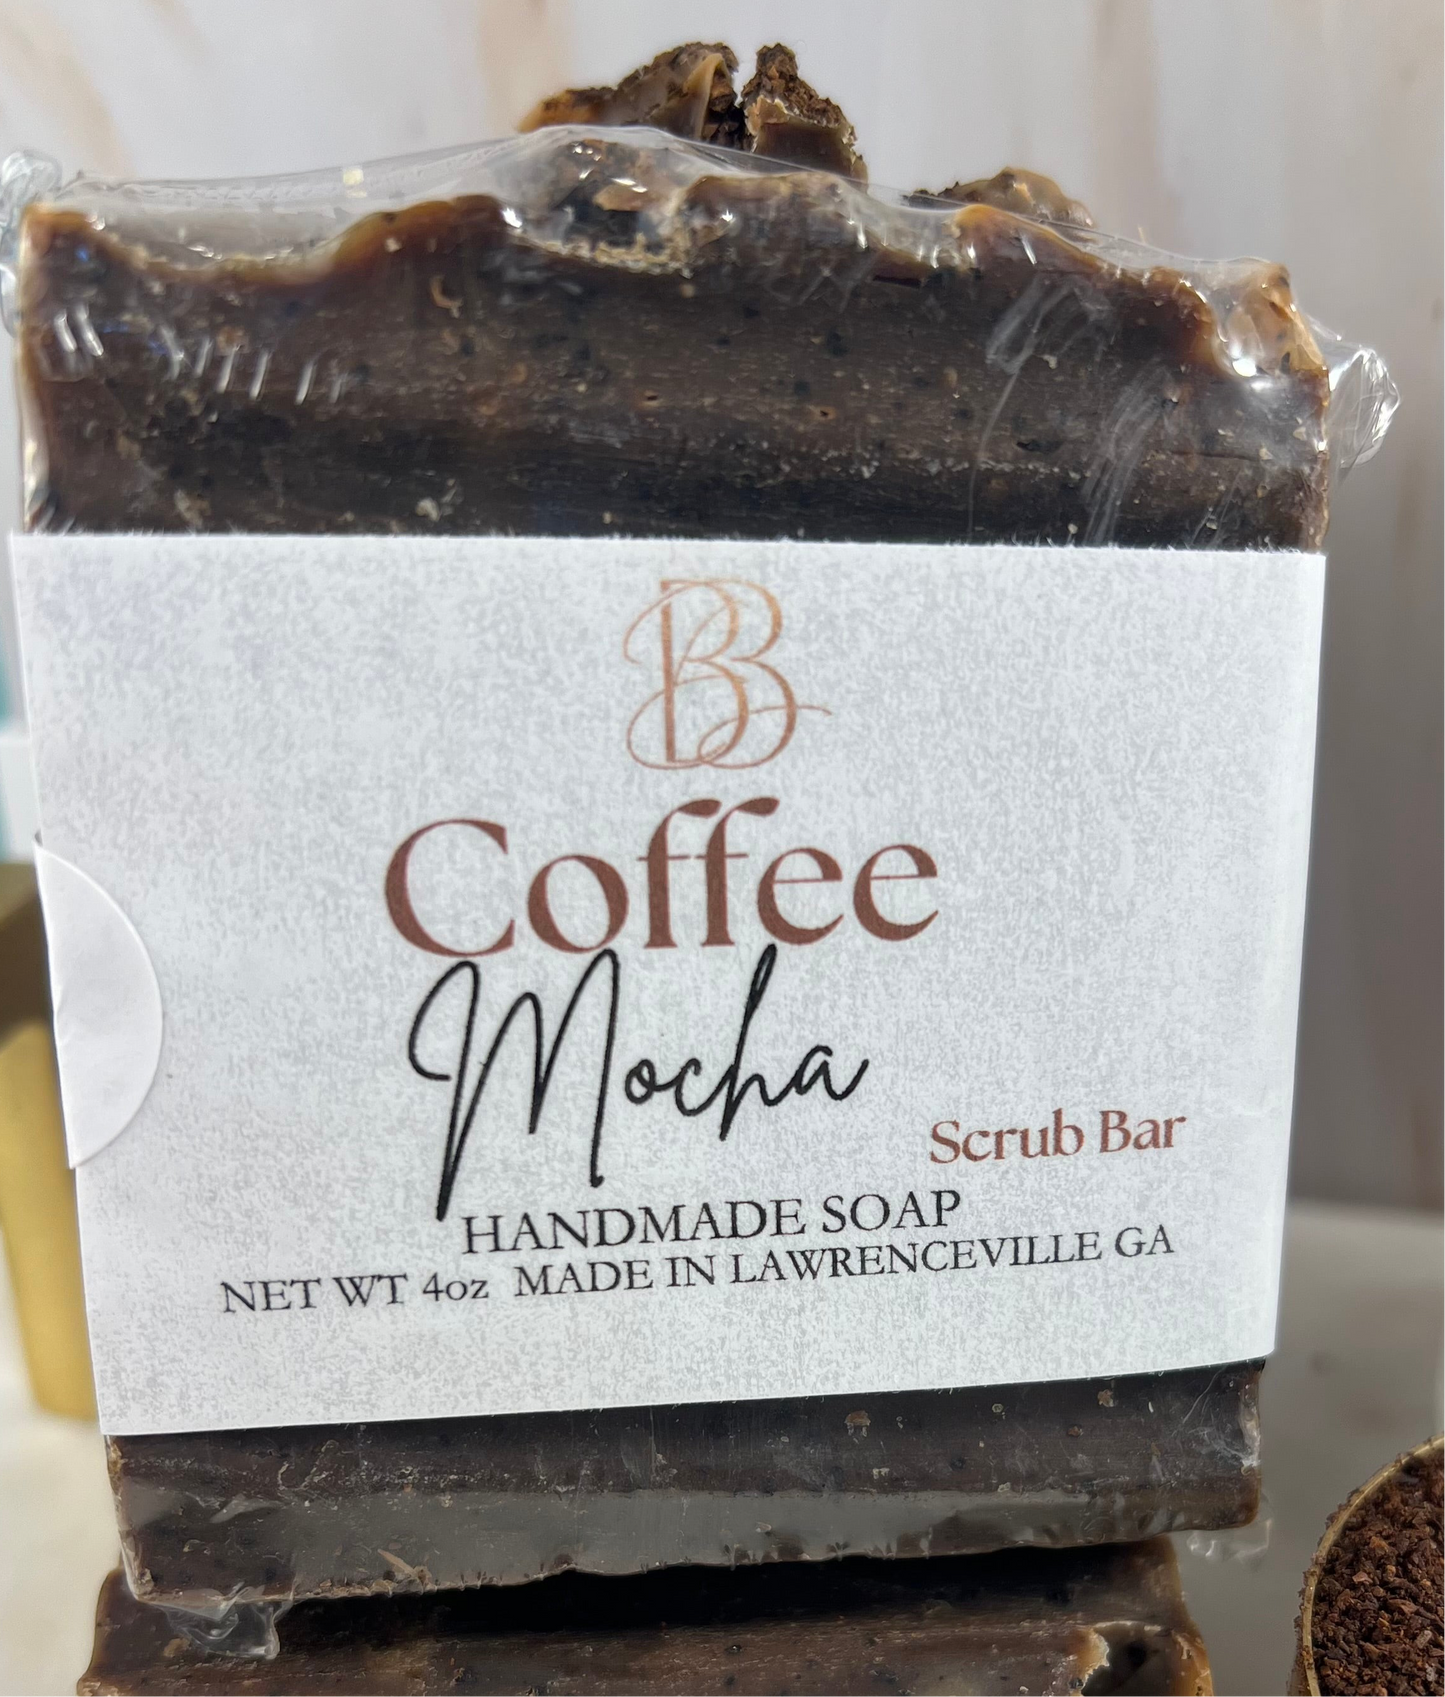 BB
Coffee
Mocha
Scrub Bar
HANDMADE SOAP
NET WT 4oz MADE IN LAWRENCEVILLE GA